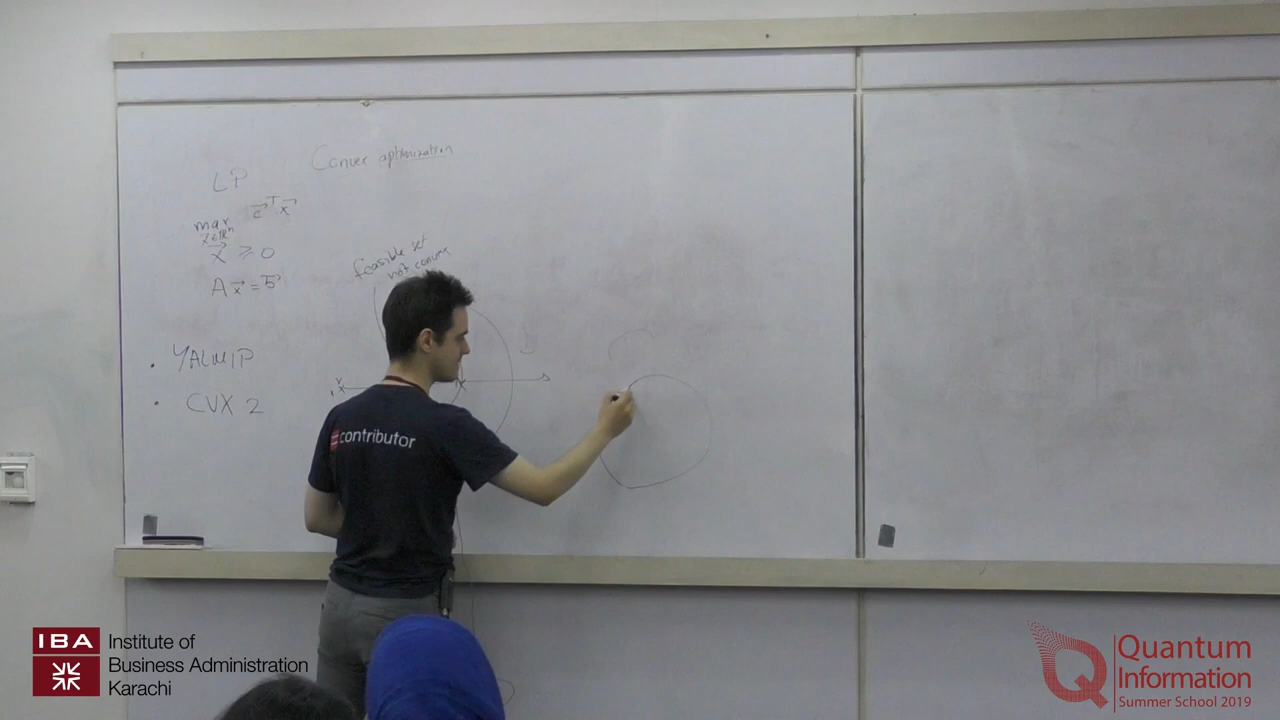 Convex optimization
LP
max c⃗ᵀ x⃗
x⃗∈ℝⁿ
x⃗ ⩾ 0
A x⃗ = b⃗
feasible set
not convex
• YALMIP
• CVX 2
contributor
IBA
Institute of
Business Administration
Karachi
Quantum
Information
Summer School 2019